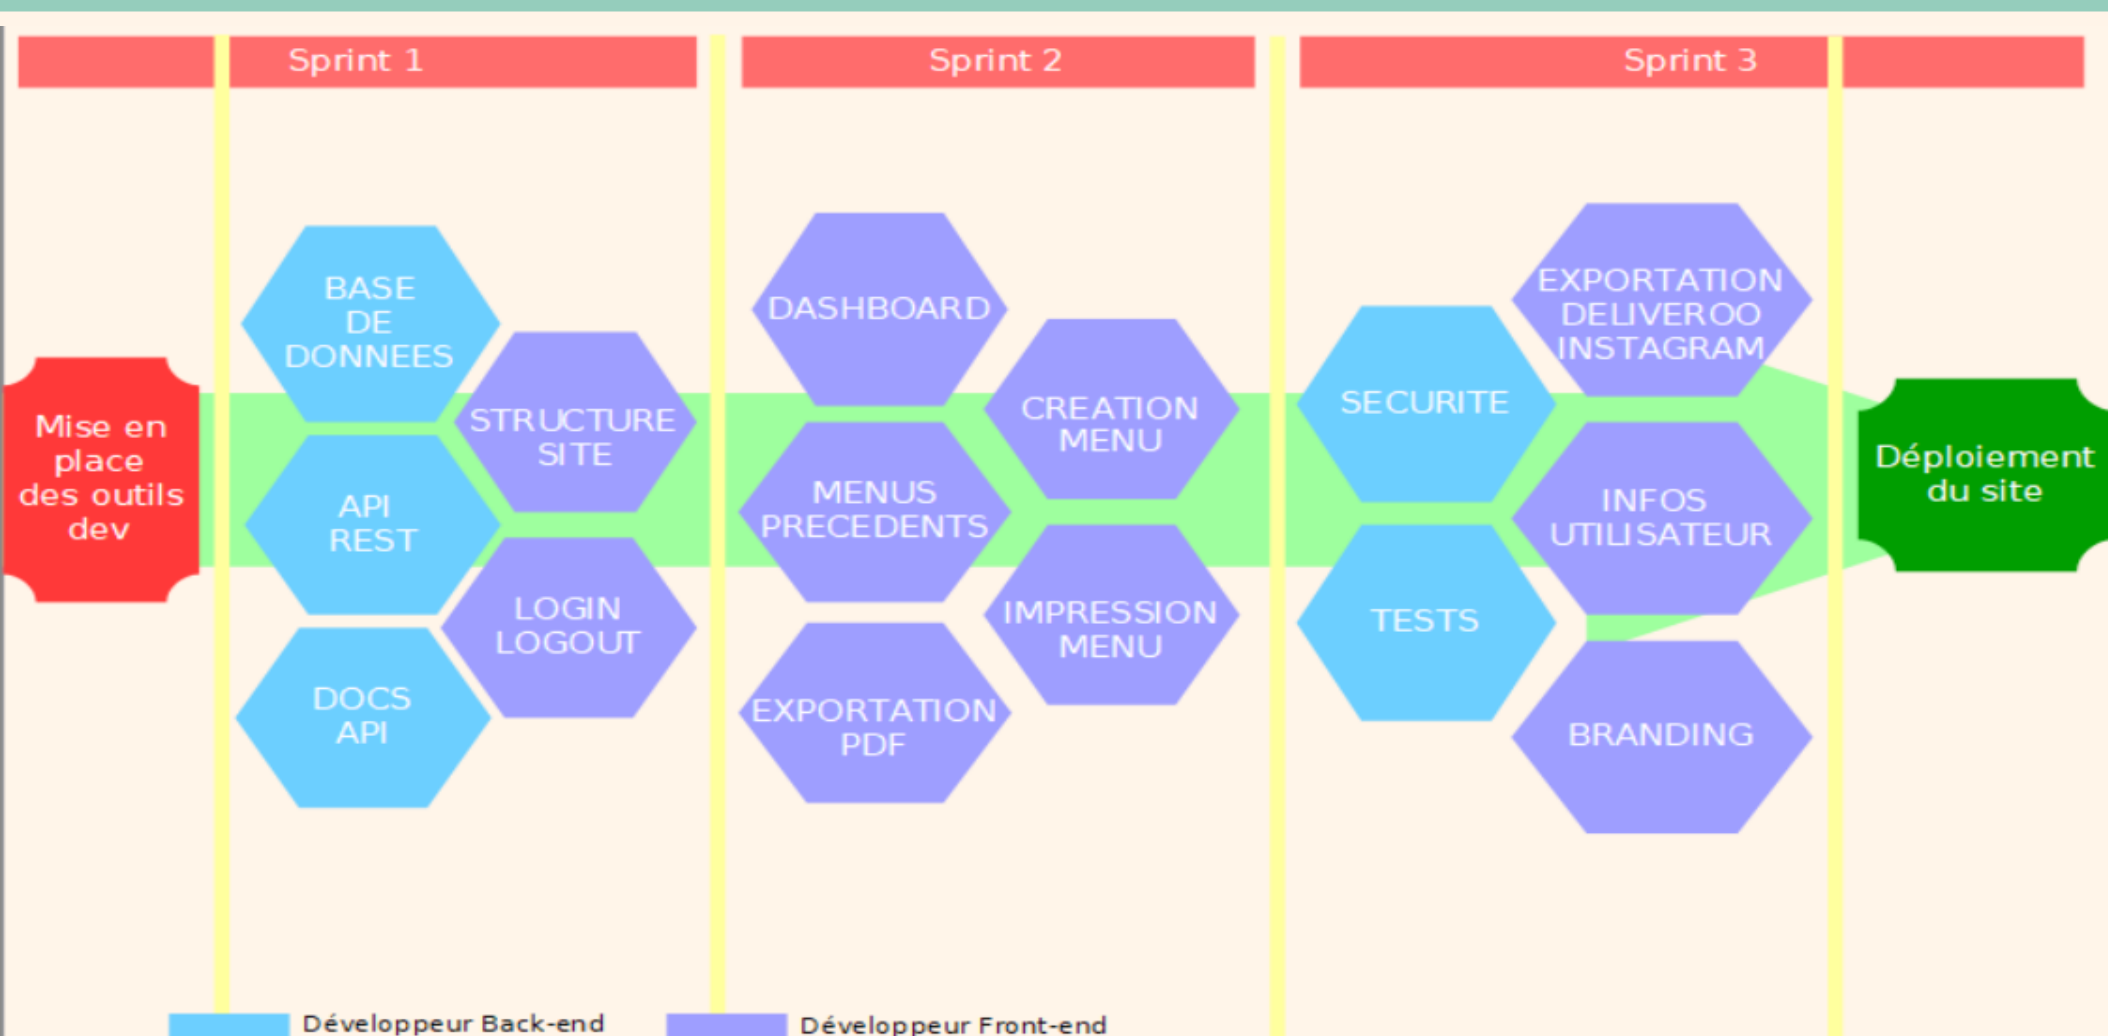 Sprint 1
Sprint 2
Sprint 3
Mise en
place
des outils
dev
BASE
DE
DONNEES
STRUCTURE
SITE
API
REST
LOGIN
LOGOUT
DOCS
API
DASHBOARD
CREATION
MENU
MENUS
PRECEDENTS
IMPRESSION
MENU
EXPORTATION
PDF
SECURITE
EXPORTATION
DELIVEROO
INSTAGRAM
INFOS
UTILISATEUR
TESTS
BRANDING
Déploiement
du site
Développeur Back-end
Développeur Front-end